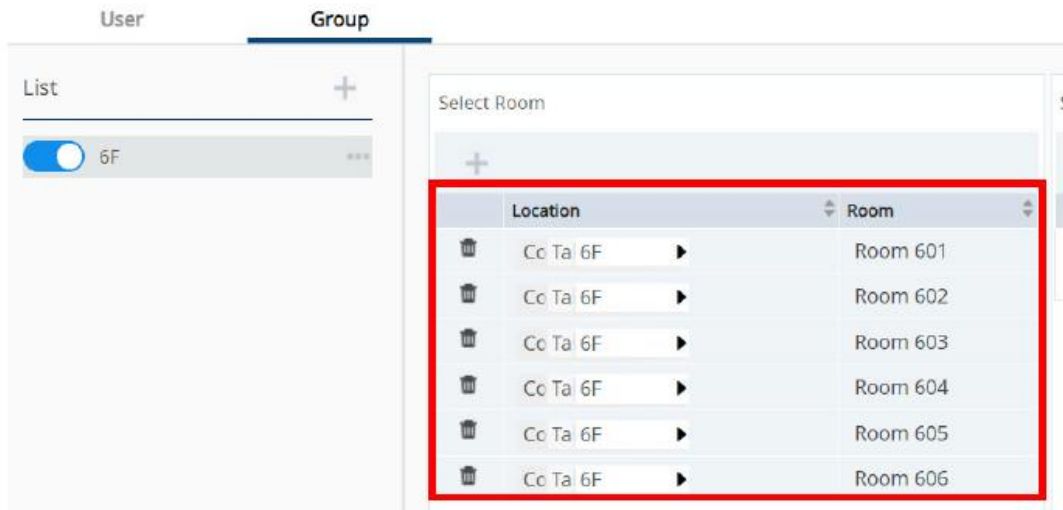 User Group
List
6F
Select Room
Location Room
Co Ta 6F Room 601
Co Ta 6F Room 602
Co Ta 6F Room 603
Co Ta 6F Room 604
Co Ta 6F Room 605
Co Ta 6F Room 606